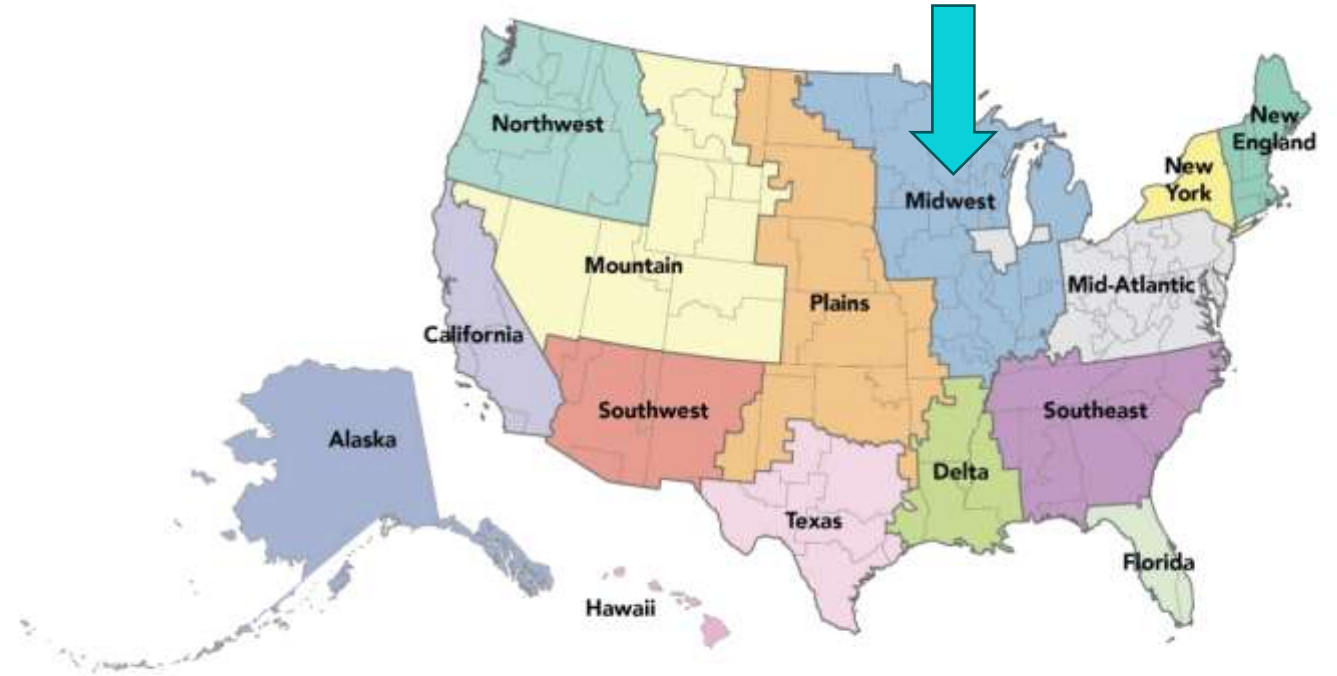 Northwest
New
England
New
York
Midwest
Mountain
Mid-Atlantic
Plains
California
Southwest
Southeast
Alaska
Delta
Texas
Florida
Hawaii